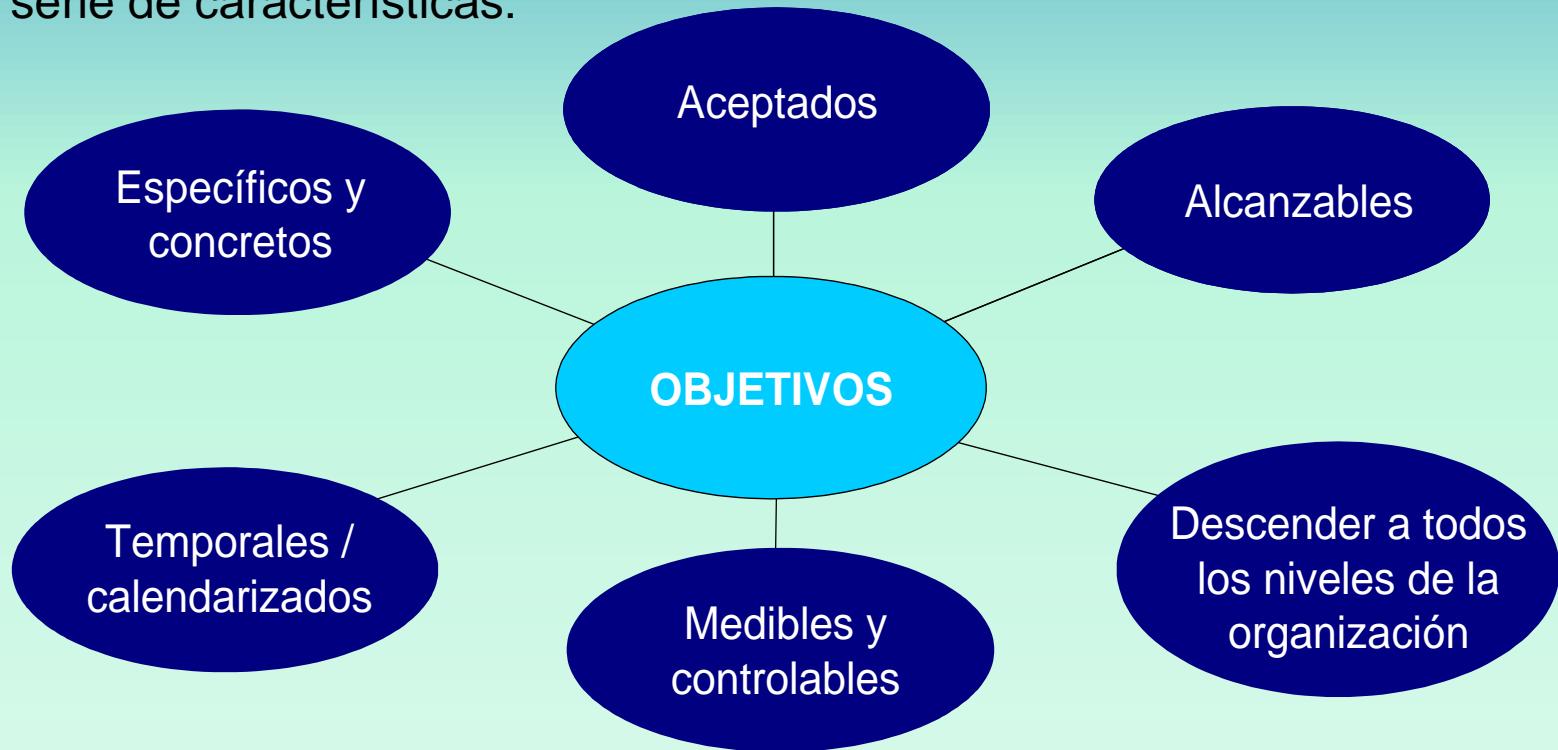 serie de características.
Aceptados
Específicos y
concretos
Alcanzables
OBJETIVOS
Temporales /
calendarizados
Medibles y
controlables
Descender a todos
los niveles de la
organización